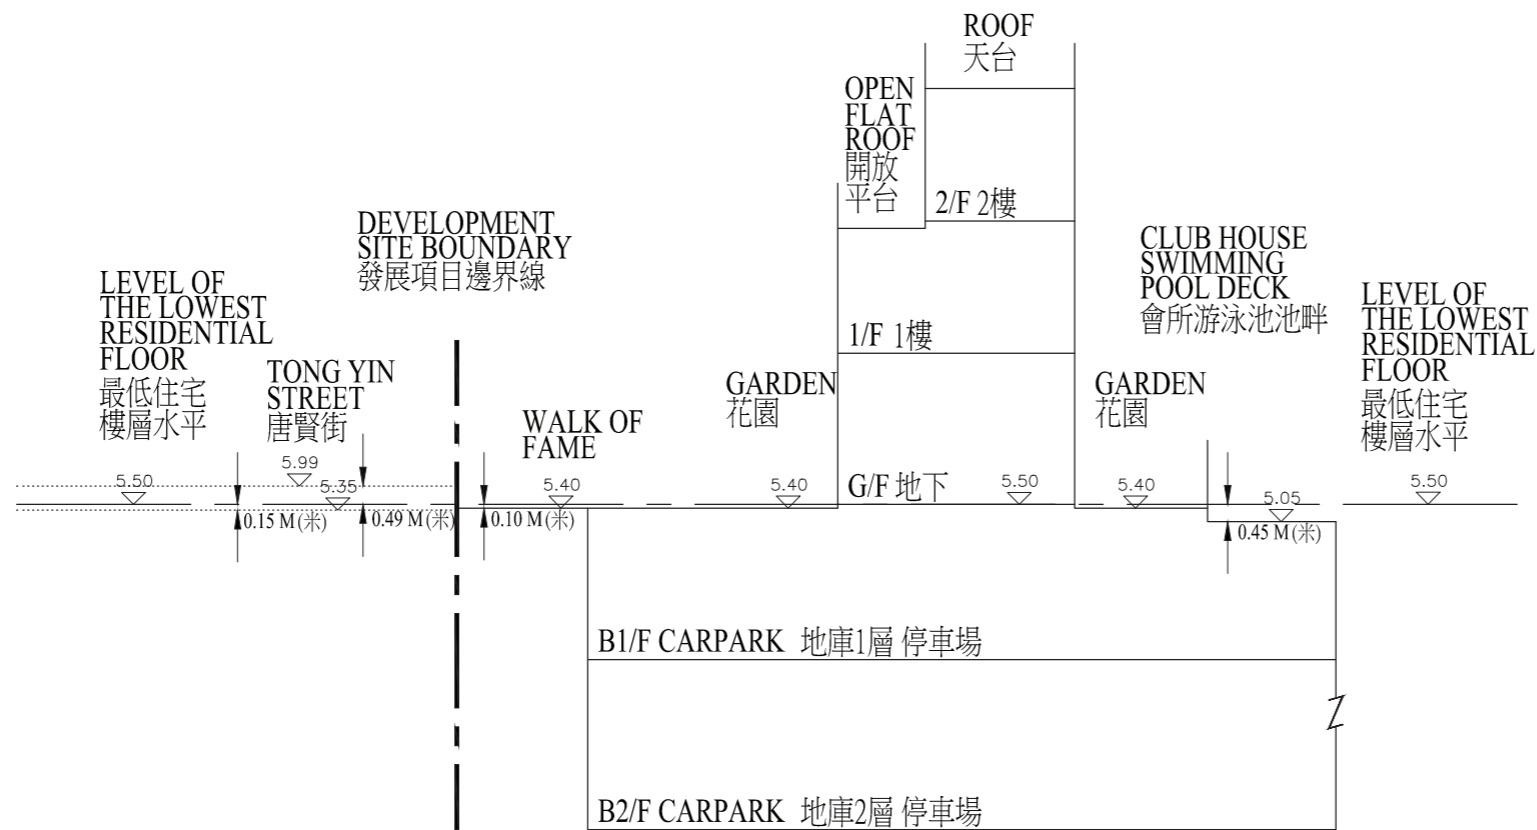 ROOF
天台
OPEN
FLAT
ROOF
開放
平台
2/F 2樓
DEVELOPMENT
SITE BOUNDARY
發展項目邊界線
CLUB HOUSE
SWIMMING
POOL DECK
會所游泳池池畔
LEVEL OF
THE LOWEST
RESIDENTIAL
FLOOR
最低住宅
樓層水平
LEVEL OF
THE LOWEST
RESIDENTIAL
FLOOR
最低住宅
樓層水平
1/F 1樓
TONG YIN
STREET
唐賢街
GARDEN
花園
GARDEN
花園
WALK OF
FAME
5.99
5.50
5.35
5.40
5.40
G/F 地下
5.50
5.40
5.05
5.50
0.15 M (米)
0.49 M (米)
0.10 M (米)
0.45 M (米)
B1/F CARPARK 地庫1層 停車場
B2/F CARPARK 地庫2層 停車場